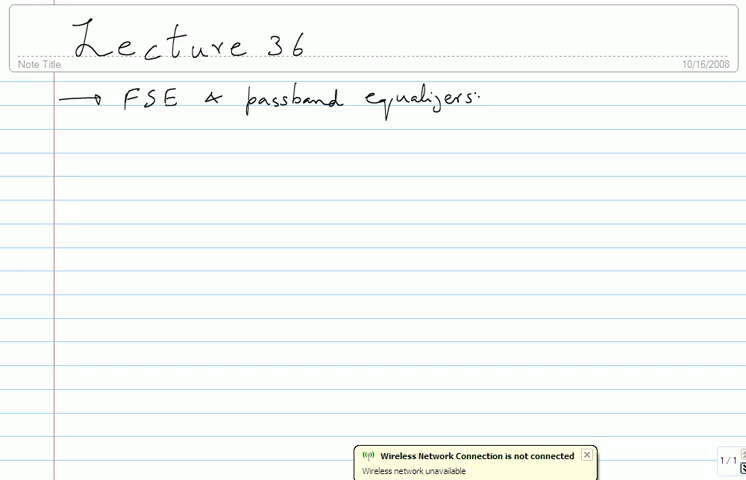 Lecture 36
Note Title
10/16/2008
→ FSE & passband equalizers:
Wireless Network Connection is not connected
Wireless network unavailable
1 / 1